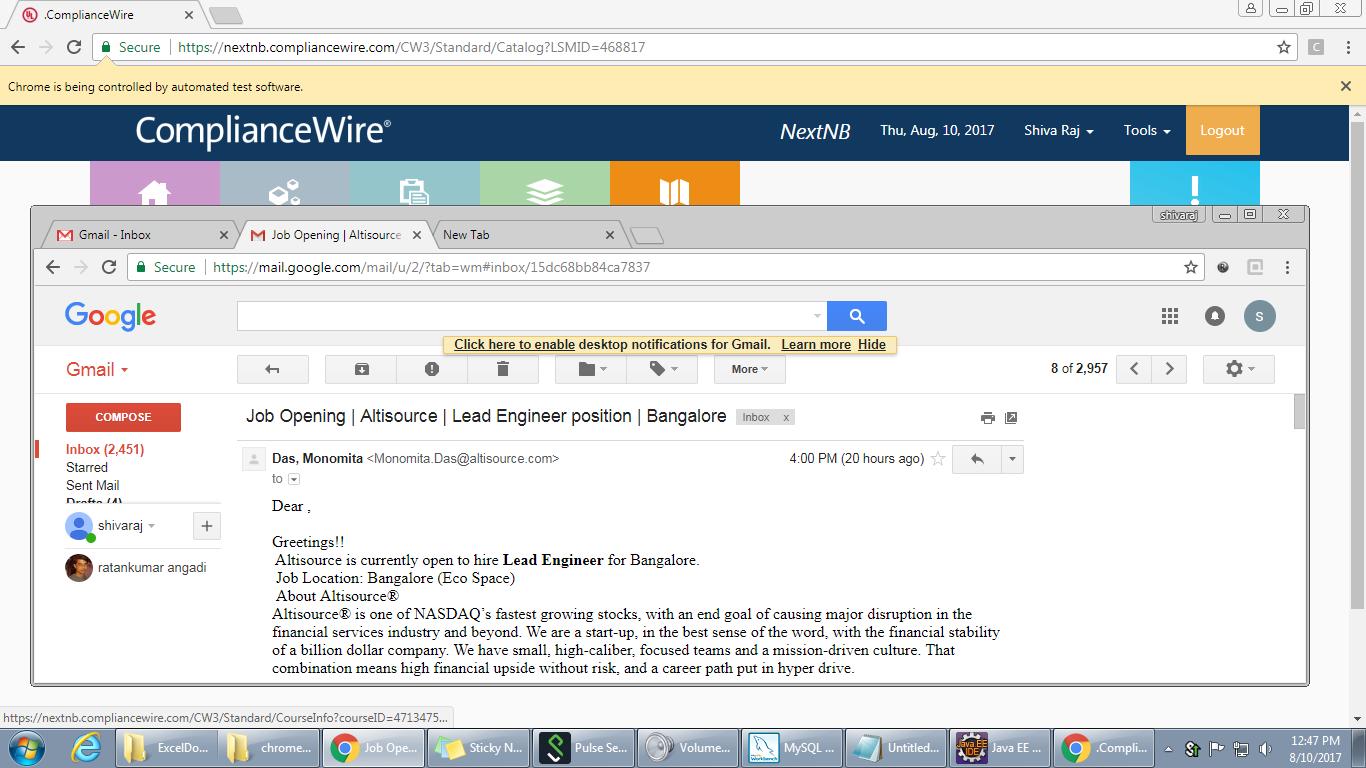 .ComplianceWire
Secure https://nextnb.compliancewire.com/CW3/Standard/Catalog?LSMID=468817
C
Chrome is being controlled by automated test software.
ComplianceWire®
NextNB Thu, Aug, 10, 2017 Shiva Raj Tools Logout
shivaraj
Gmail - Inbox
Job Opening | Altisource
New Tab
Secure https://mail.google.com/mail/u/2/?tab=wm#inbox/15dc68bb84ca7837
Google
S
Click here to enable desktop notifications for Gmail. Learn more Hide
Gmail
More
8 of 2,957
COMPOSE
Job Opening | Altisource | Lead Engineer position | Bangalore Inbox x
Inbox (2,451)
Starred
Sent Mail
Drafts (4)
shivaraj
ratankumar angadi
Das, Monomita <Monomita.Das@altisource.com>
4:00 PM (20 hours ago)
to
Dear ,
Greetings!!
Altisource is currently open to hire Lead Engineer for Bangalore.
Job Location: Bangalore (Eco Space)
About Altisource®
Altisource® is one of NASDAQ’s fastest growing stocks, with an end goal of causing major disruption in the
financial services industry and beyond. We are a start-up, in the best sense of the word, with the financial stability
of a billion dollar company. We have small, high-caliber, focused teams and a mission-driven culture. That
combination means high financial upside without risk, and a career path put in hyper drive.
https://nextnb.compliancewire.com/CW3/Standard/CourseInfo?courseID=4713475...
ExcelDo...
chrome...
Job Ope...
Sticky N...
Pulse Se...
Volume...
MySQL ...
Untitled...
Java EE ...
.Compli...
12:47 PM
8/10/2017